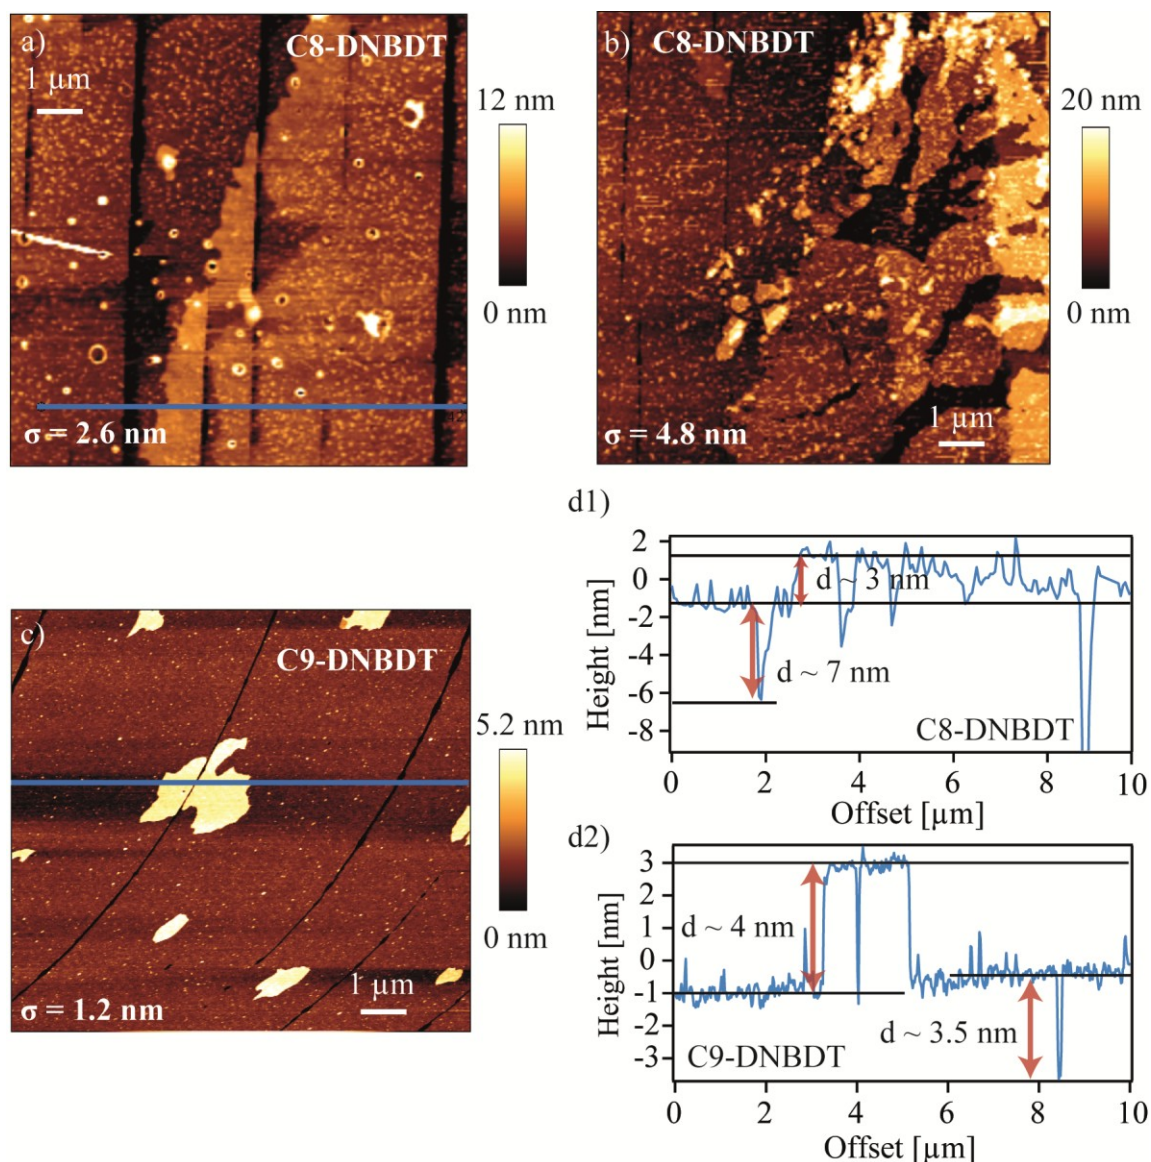 a)
C8-DNBDT
1 µm
σ = 2.6 nm
12 nm
0 nm
b)
C8-DNBDT
σ = 4.8 nm
1 µm
20 nm
0 nm
c)
C9-DNBDT
σ = 1.2 nm
1 µm
5.2 nm
0 nm
d1)
Height [nm]
2
0
-2
-4
-6
-8
d ~ 3 nm
d ~ 7 nm
C8-DNBDT
0 2 4 6 8 10
Offset [µm]
d2)
Height [nm]
3
2
1
0
-1
-2
-3
d ~ 4 nm
d ~ 3.5 nm
C9-DNBDT
0 2 4 6 8 10
Offset [µm]